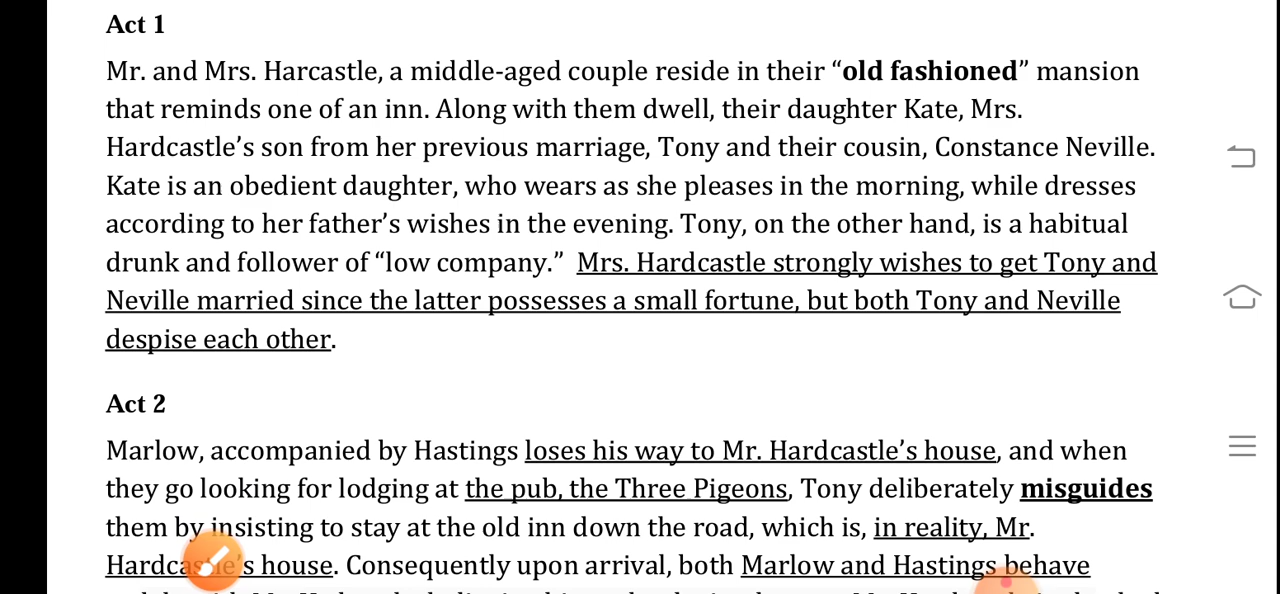 Act 1
Mr. and Mrs. Harcastle, a middle-aged couple reside in their “old fashioned” mansion
that reminds one of an inn. Along with them dwell, their daughter Kate, Mrs.
Hardcastle’s son from her previous marriage, Tony and their cousin, Constance Neville.
Kate is an obedient daughter, who wears as she pleases in the morning, while dresses
according to her father’s wishes in the evening. Tony, on the other hand, is a habitual
drunk and follower of “low company.” Mrs. Hardcastle strongly wishes to get Tony and
Neville married since the latter possesses a small fortune, but both Tony and Neville
despise each other.
Act 2
Marlow, accompanied by Hastings loses his way to Mr. Hardcastle’s house, and when
they go looking for lodging at the pub, the Three Pigeons, Tony deliberately misguides
them by insisting to stay at the old inn down the road, which is, in reality, Mr.
Hardcastle’s house. Consequently upon arrival, both Marlow and Hastings behave